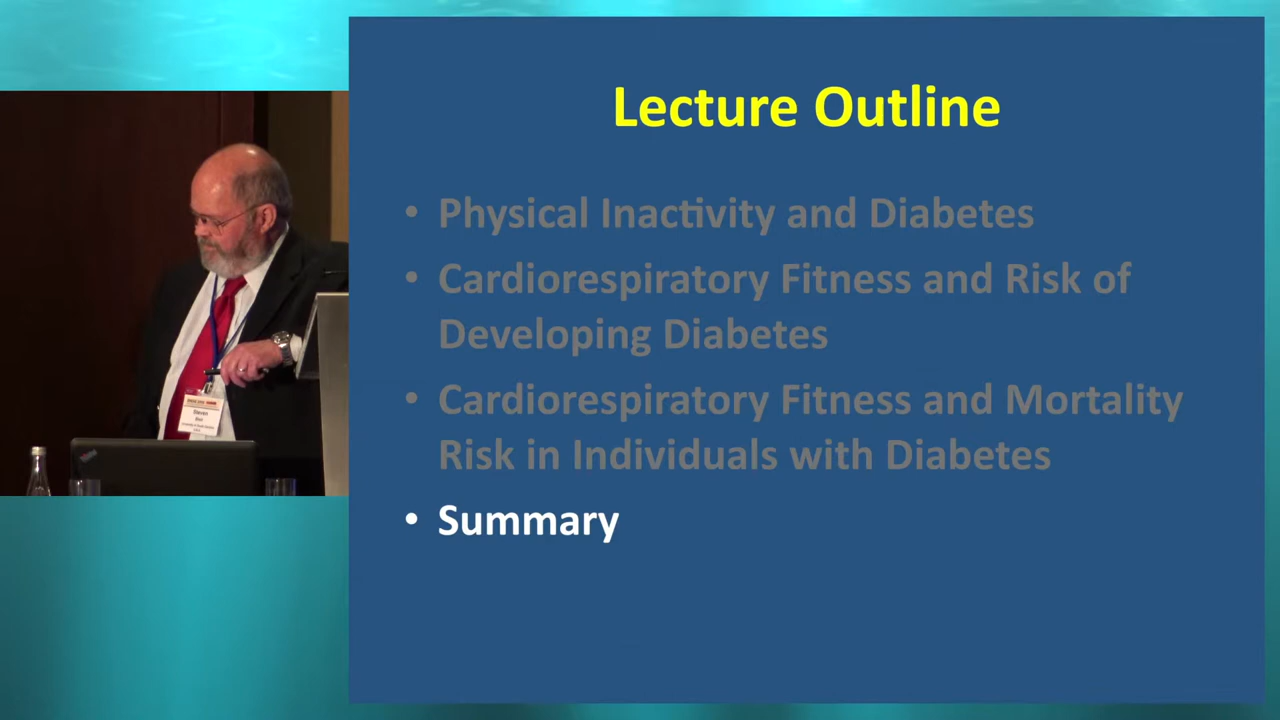 Lecture Outline
• Physical Inactivity and Diabetes
• Cardiorespiratory Fitness and Risk of
Developing Diabetes
• Cardiorespiratory Fitness and Mortality
Risk in Individuals with Diabetes
• Summary
Steven